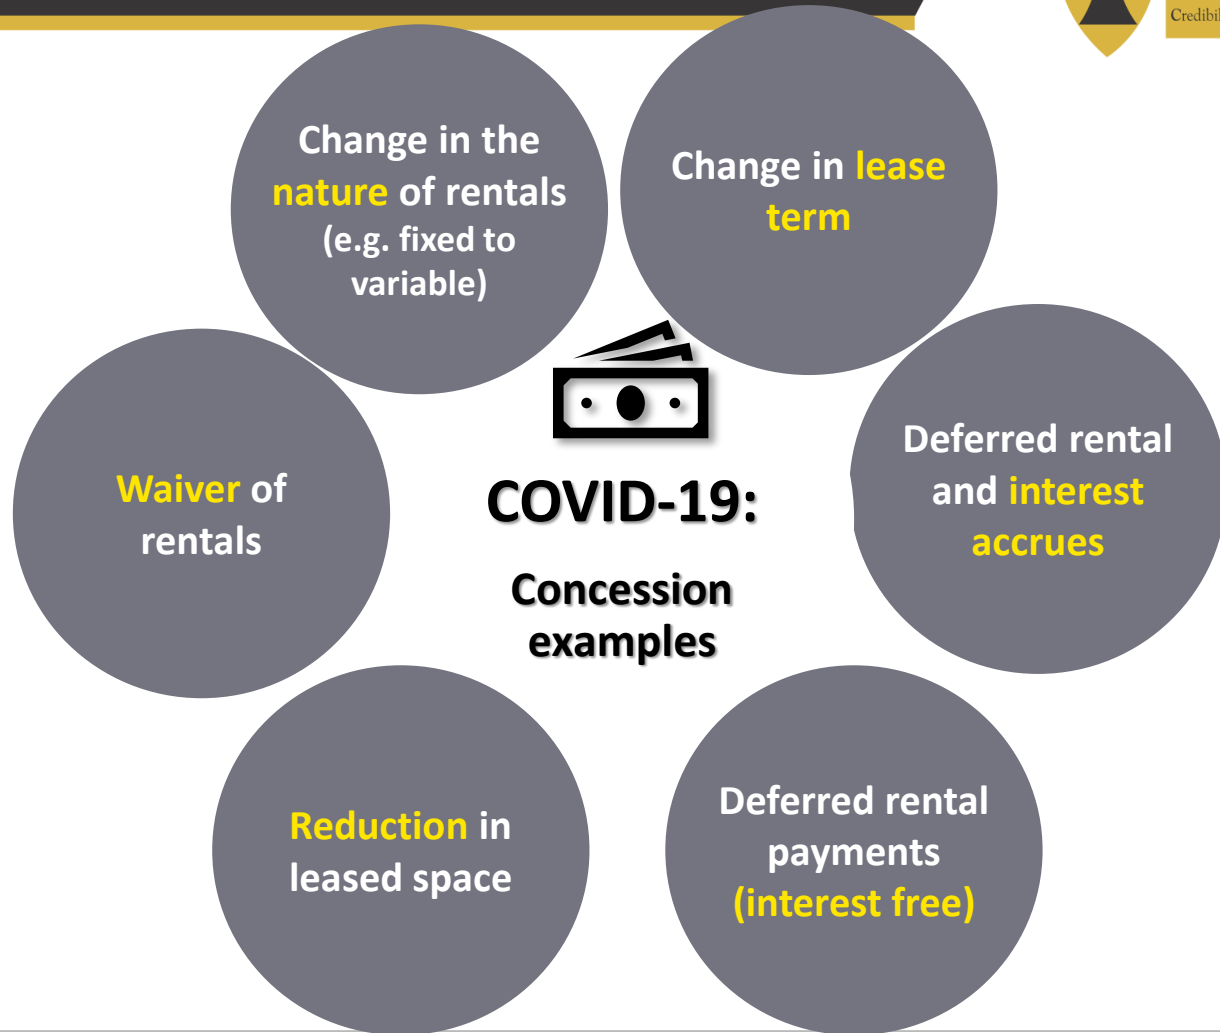 Credibil
Change in the
nature of rentals
(e.g. fixed to
variable)
Change in lease
term
Waiver of
rentals
COVID-19:
Concession
examples
Deferred rental
and interest
accrues
Reduction in
leased space
Deferred rental
payments
(interest free)